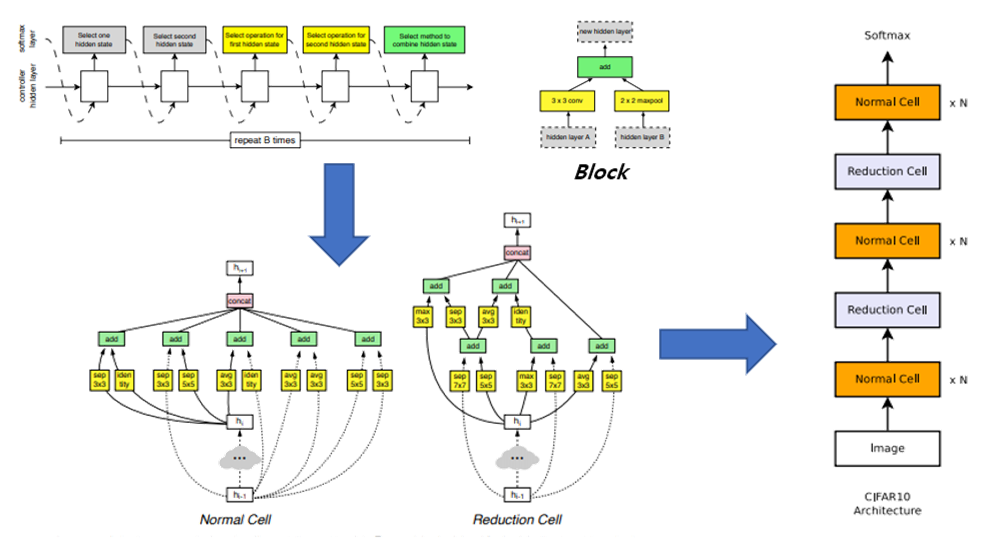 softmax
layer
controller
hidden layer
Select one
hidden state
Select second
hidden state
Select operation for
first hidden state
Select operation for
second hidden state
Select method to
combine hidden state
repeat B times
new hidden layer
add
3 x 3 conv
2 x 2 maxpool
hidden layer A
hidden layer B
Block
hi+1
concat
add
add
add
add
add
sep
3x3
iden
tity
sep
3x3
sep
5x5
avg
3x3
iden
tity
avg
3x3
avg
3x3
sep
5x5
sep
3x3
hi
...
hi-1
Normal Cell
hi+1
concat
add
add
max
3x3
sep
3x3
avg
3x3
iden
tity
add
add
add
sep
7x7
sep
5x5
max
3x3
sep
7x7
avg
3x3
sep
5x5
hi
...
hi-1
Reduction Cell
Softmax
Normal Cell
x N
Reduction Cell
Normal Cell
x N
Reduction Cell
Normal Cell
x N
Image
CIFAR10
Architecture